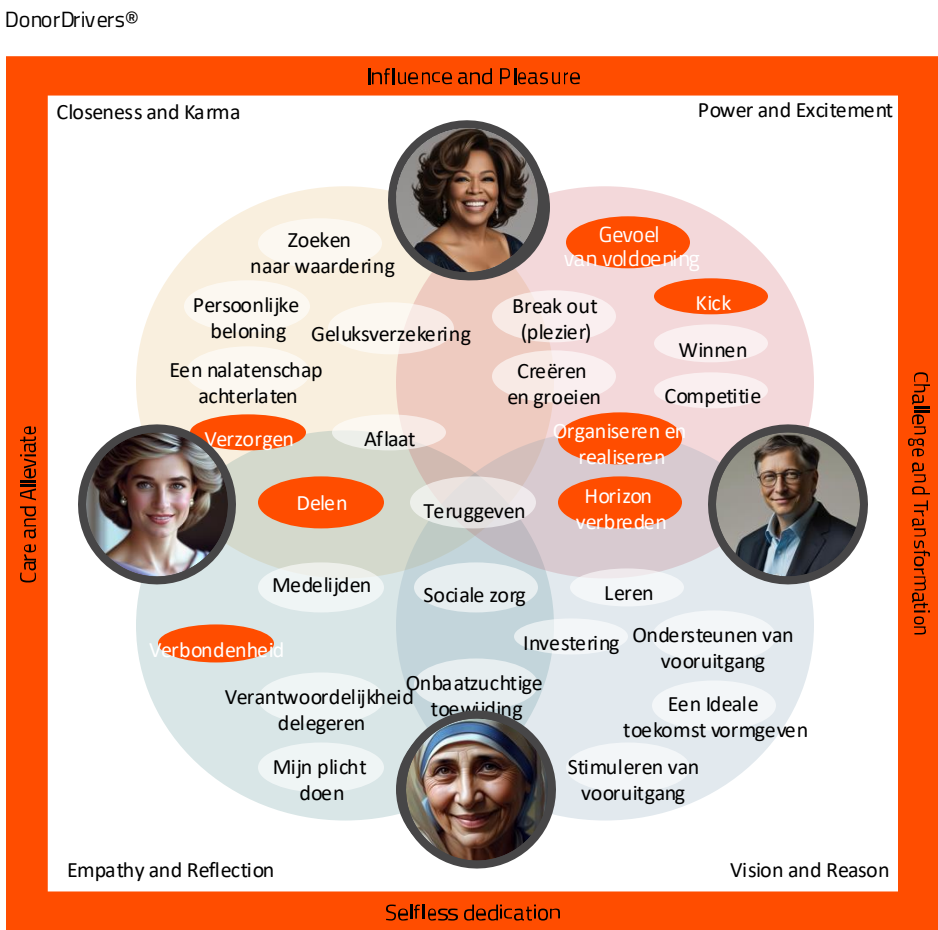 DonorDrivers®
Influence and Pleasure
Closeness and Karma
Power and Excitement
Zoeken
naar waardering
Gevoel
van voldoening
Persoonlijke
beloning
Geluksverzekering
Break out
(plezier)
Kick
Winnen
Een nalatenschap
achterlaten
Creëren
en groeien
Competitie
Verzorgen
Aflaat
Organiseren en
realiseren
Care and Alleviate
Challenge and Transformation
Delen
Teruggeven
Horizon
verbreden
Medelijden
Sociale zorg
Leren
Verbondenheid
Investering
Ondersteunen van
vooruitgang
Verantwoordelijkheid
delegeren
Onbaatzuchtige
toewijding
Een Ideale
toekomst vormgeven
Mijn plicht
doen
Stimuleren van
vooruitgang
Empathy and Reflection
Vision and Reason
Selfless dedication